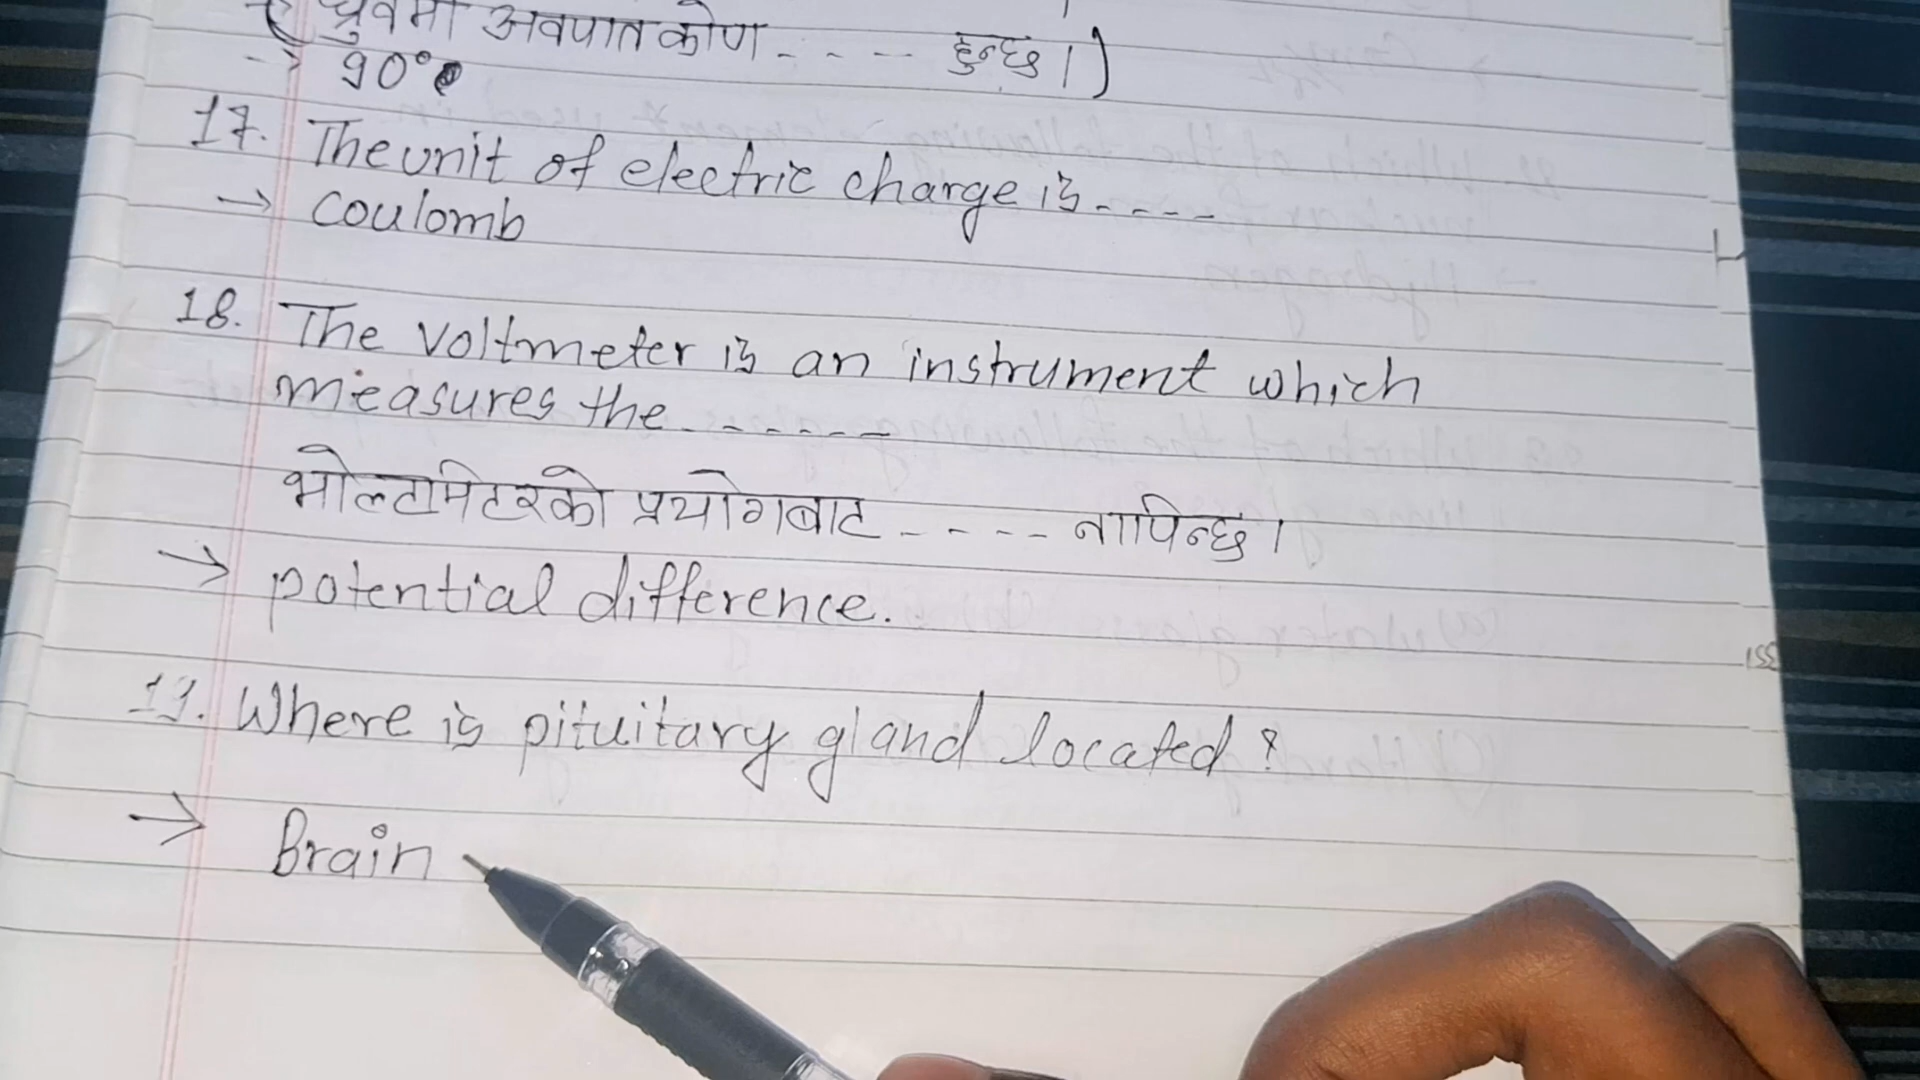 ध्रुवमा अवपात कोण - - - - हुन्छ।)
→ 90°
17. The unit of electric charge is - - - -
→ coulomb
18. The voltmeter is an instrument which
measures the - - - - - -
भोल्टामिटरको प्रयोगबाट - - - - नापिन्छ।
→ potential difference.
19. Where is pituitary gland located?
→ Brain